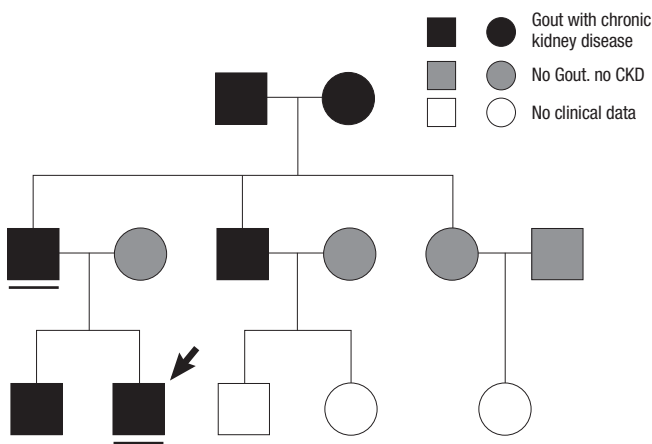 Gout with chronic
kidney disease
No Gout. no CKD
No clinical data